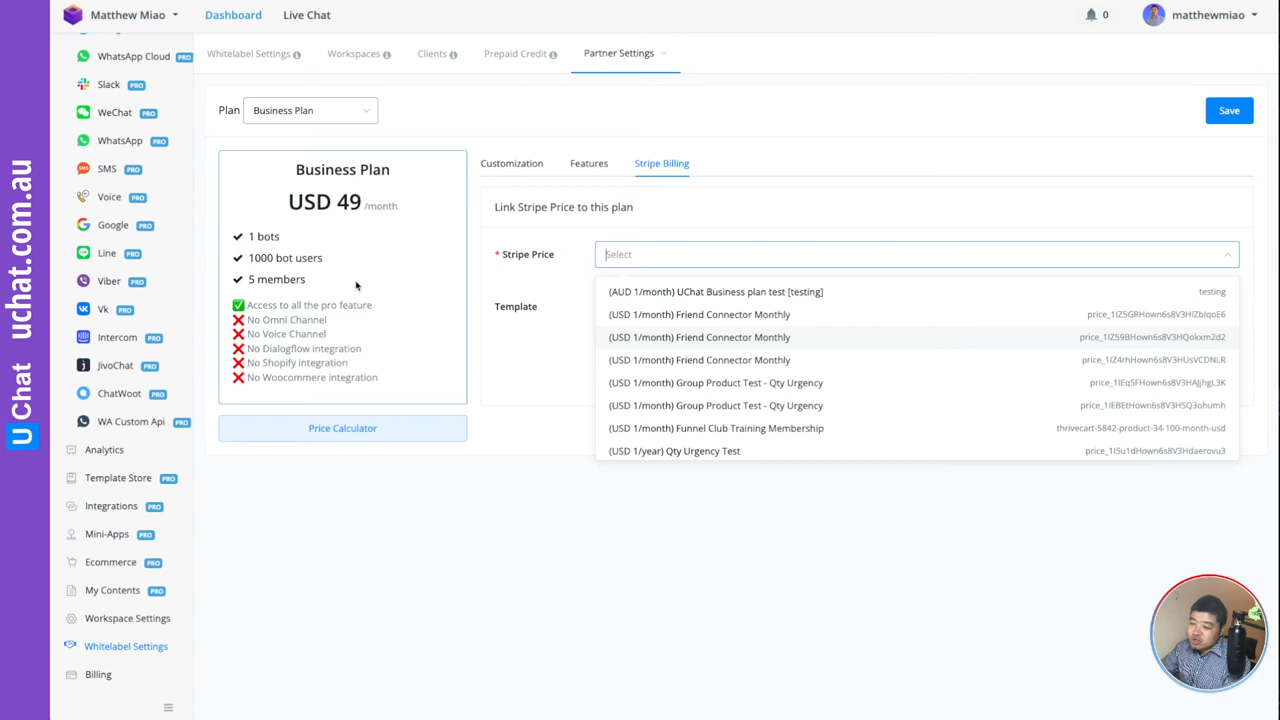 Matthew Miao
Dashboard
Live Chat
0
matthewmiao
WhatsApp Cloud PRO
Slack PRO
WeChat PRO
WhatsApp PRO
SMS PRO
Voice PRO
Google PRO
Line PRO
Viber PRO
Vk PRO
Intercom PRO
JivoChat PRO
ChatWoot PRO
WA Custom Api PRO
Analytics
Template Store PRO
Integrations PRO
Mini-Apps PRO
Ecommerce PRO
My Contents PRO
Workspace Settings
Whitelabel Settings
Billing
U UChat uchat.com.au
Whitelabel Settings
Workspaces
Clients
Prepaid Credit
Partner Settings
Plan
Business Plan
Save
Business Plan
USD 49 /month
1 bots
1000 bot users
5 members
Access to all the pro feature
No Omni Channel
No Voice Channel
No Dialogflow integration
No Shopify integration
No Woocommere integration
Price Calculator
Customization
Features
Stripe Billing
Link Stripe Price to this plan
* Stripe Price
Select
Template
(AUD 1/month) UChat Business plan test [testing] testing
(USD 1/month) Friend Connector Monthly price_1IZ5GRHown6s8V3HlZbIqoE6
(USD 1/month) Friend Connector Monthly price_1IZ59BHown6s8V3HQokxm2d2
(USD 1/month) Friend Connector Monthly price_1IZ4rhHown6s8V3HUsVCDNLR
(USD 1/month) Group Product Test - Qty Urgency price_1IEqSFHown6s8V3HAJjhgL3K
(USD 1/month) Group Product Test - Qty Urgency price_1IEBEtHown6s8V3HSQ3ohumh
(USD 1/month) Funnel Club Training Membership thrivecart-5842-product-34-100-month-usd
(USD 1/year) Qty Urgency Test price_1I5u1dHown6s8V3Hdaerovu3